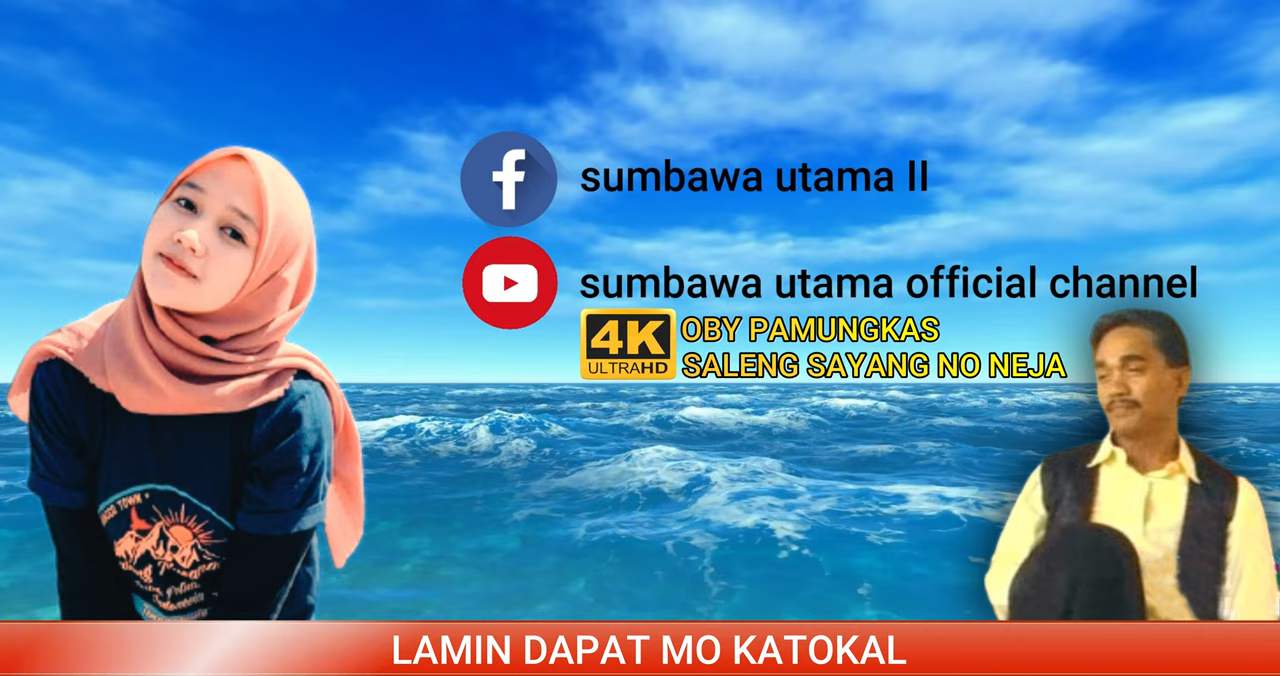 sumbawa utama II
sumbawa utama official channel
4K
ULTRAHD
OBY PAMUNGKAS
SALENG SAYANG NO NEJA
LAMIN DAPAT MO KATOKAL